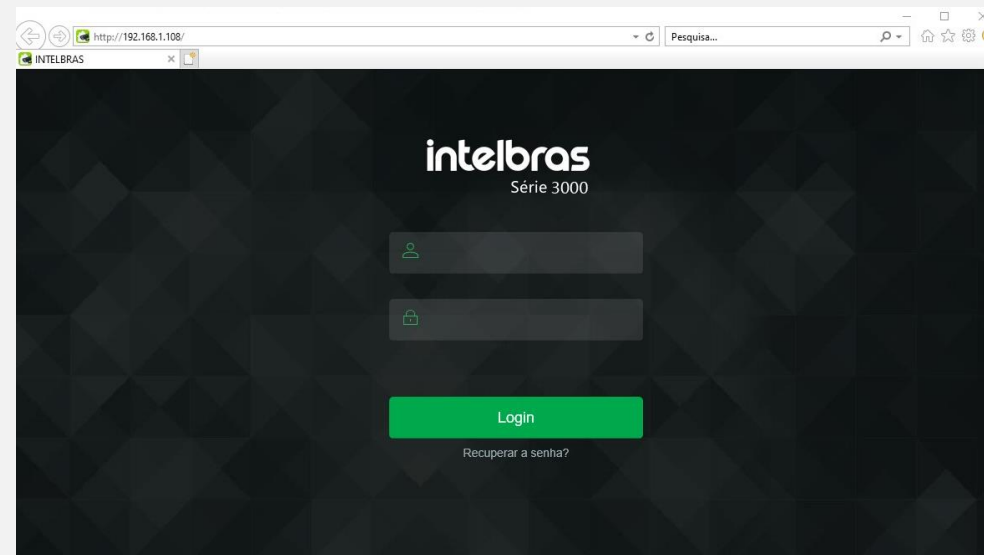 http://192.168.1.108/
Pesquisa...
INTELBRAS
intelbras
Série 3000
Login
Recuperar a senha?